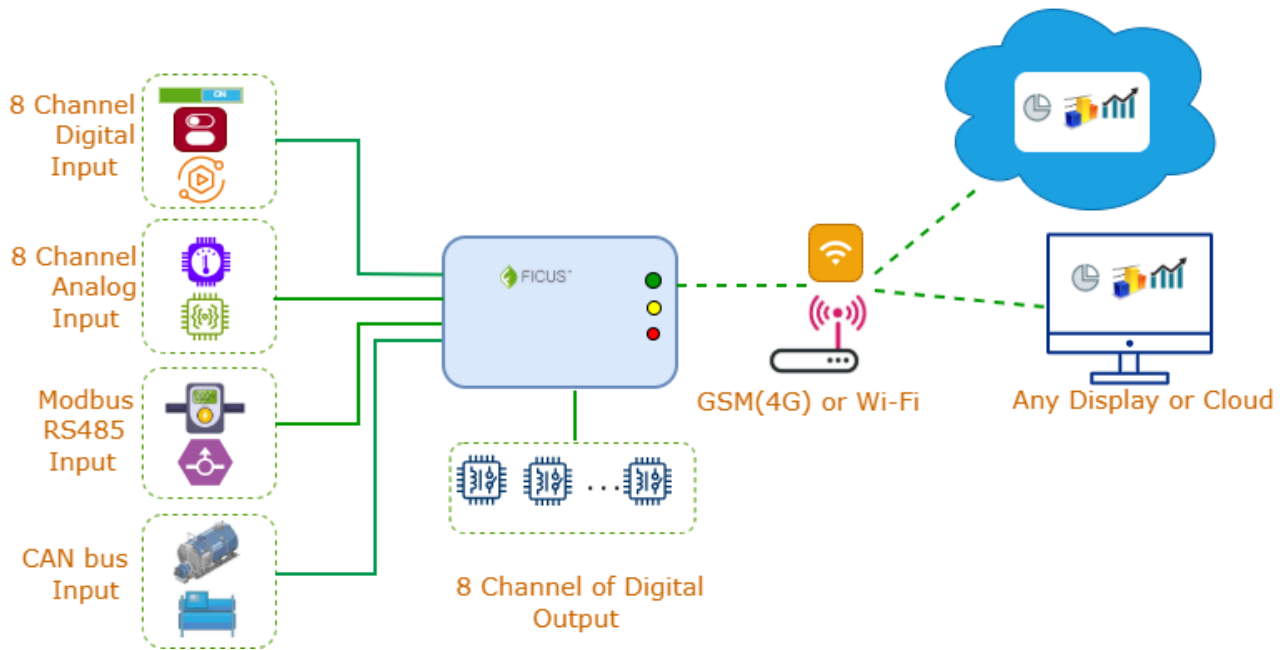 8 Channel
Digital
Input
ON
8 Channel
Analog
Input
Modbus
RS485
Input
CAN bus
Input
FICUS™
8 Channel of Digital
Output
GSM(4G) or Wi-Fi
Any Display or Cloud